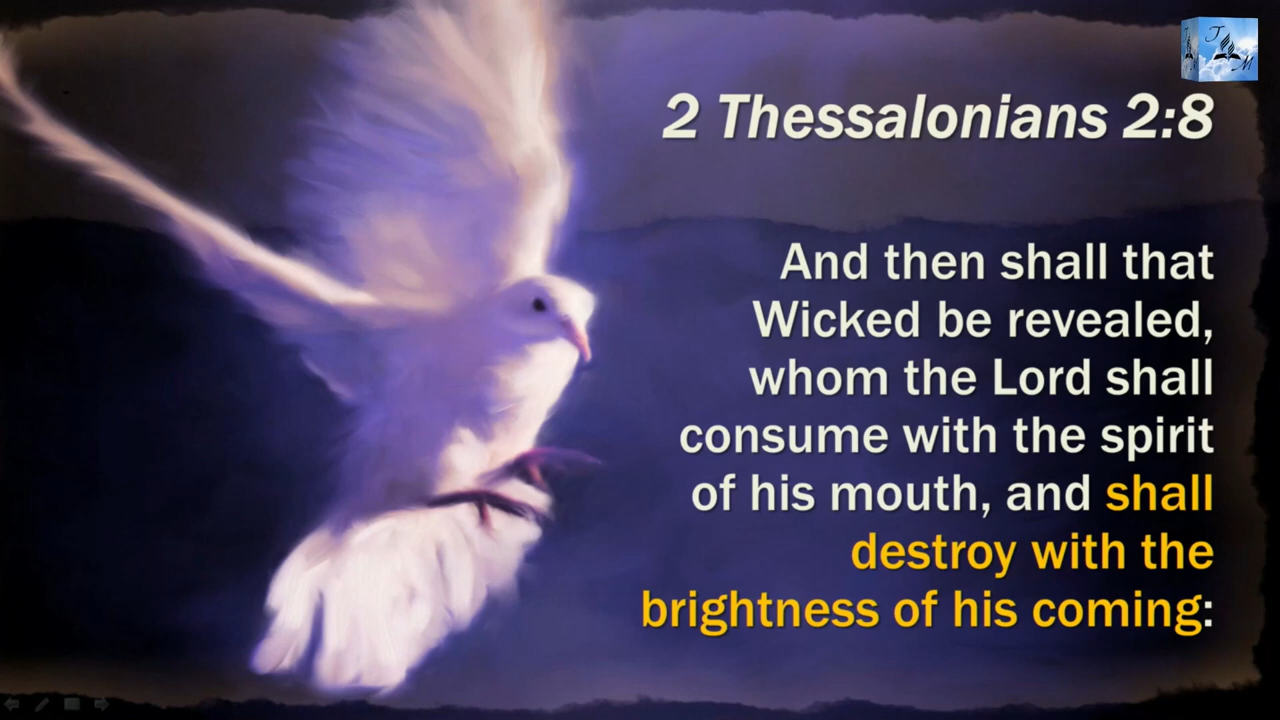 2 Thessalonians 2:8
And then shall that
Wicked be revealed,
whom the Lord shall
consume with the spirit
of his mouth, and shall
destroy with the
brightness of his coming:
J
M